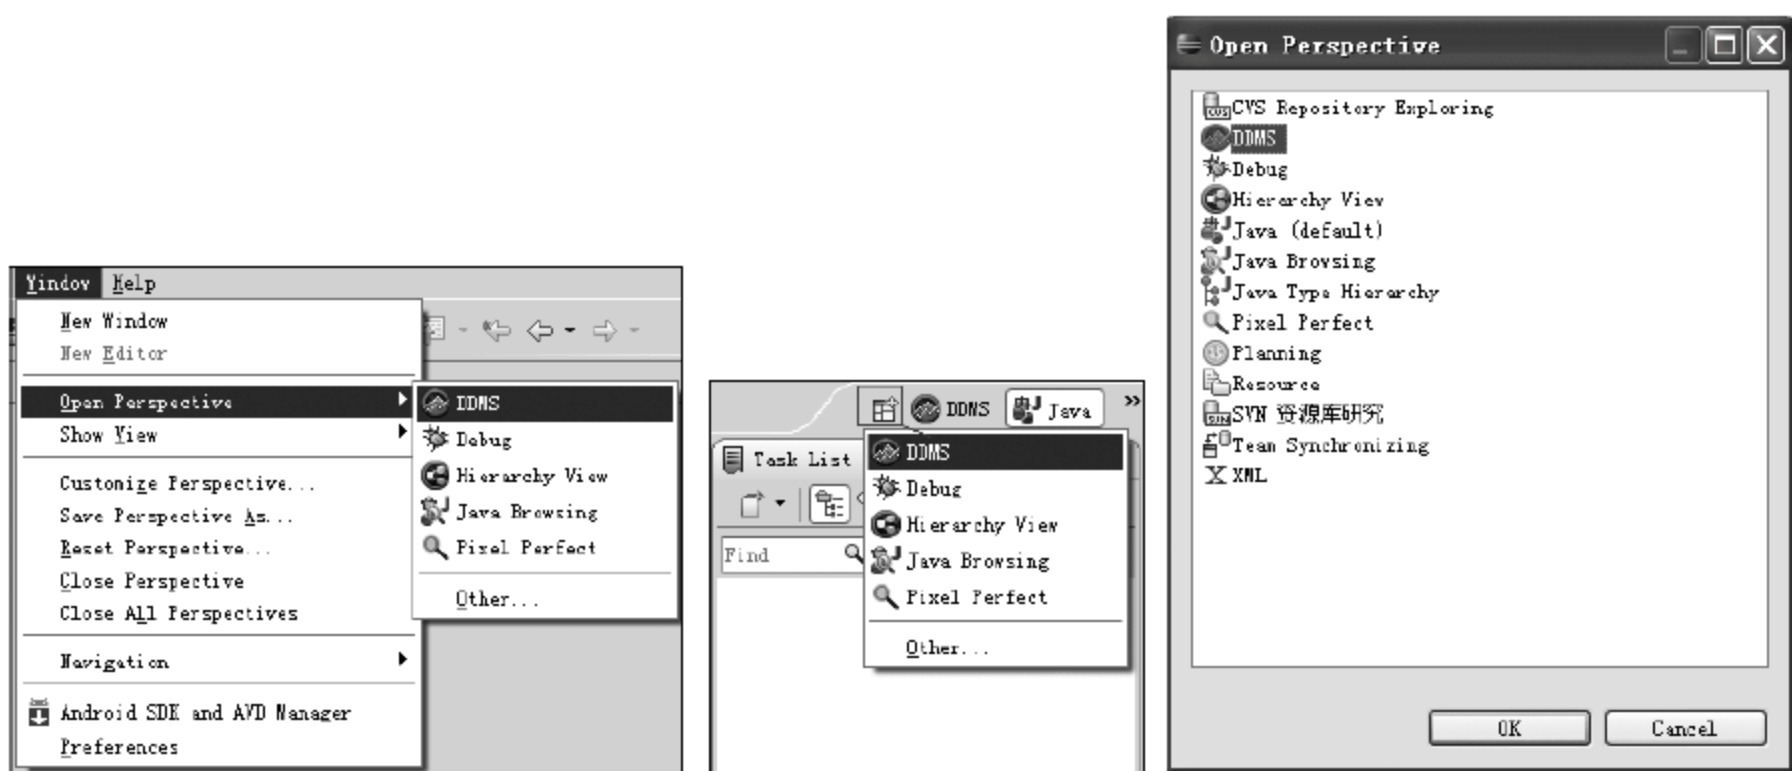 Window Help
New Window
New Editor
Open Perspective
Show View
Customize Perspective...
Save Perspective As...
Reset Perspective...
Close Perspective
Close All Perspectives
Navigation
Android SDK and AVD Manager
Preferences
DDMS
Debug
Hierarchy View
Java Browsing
Pixel Perfect
Other...
DDMS Java »
Task List
Find
DDMS
Debug
Hierarchy View
Java Browsing
Pixel Perfect
Other...
Open Perspective
CVS Repository Exploring
DDMS
Debug
Hierarchy View
Java (default)
Java Browsing
Java Type Hierarchy
Pixel Perfect
Planning
Resource
SVN 资源库研究
Team Synchronizing
XML
OK Cancel